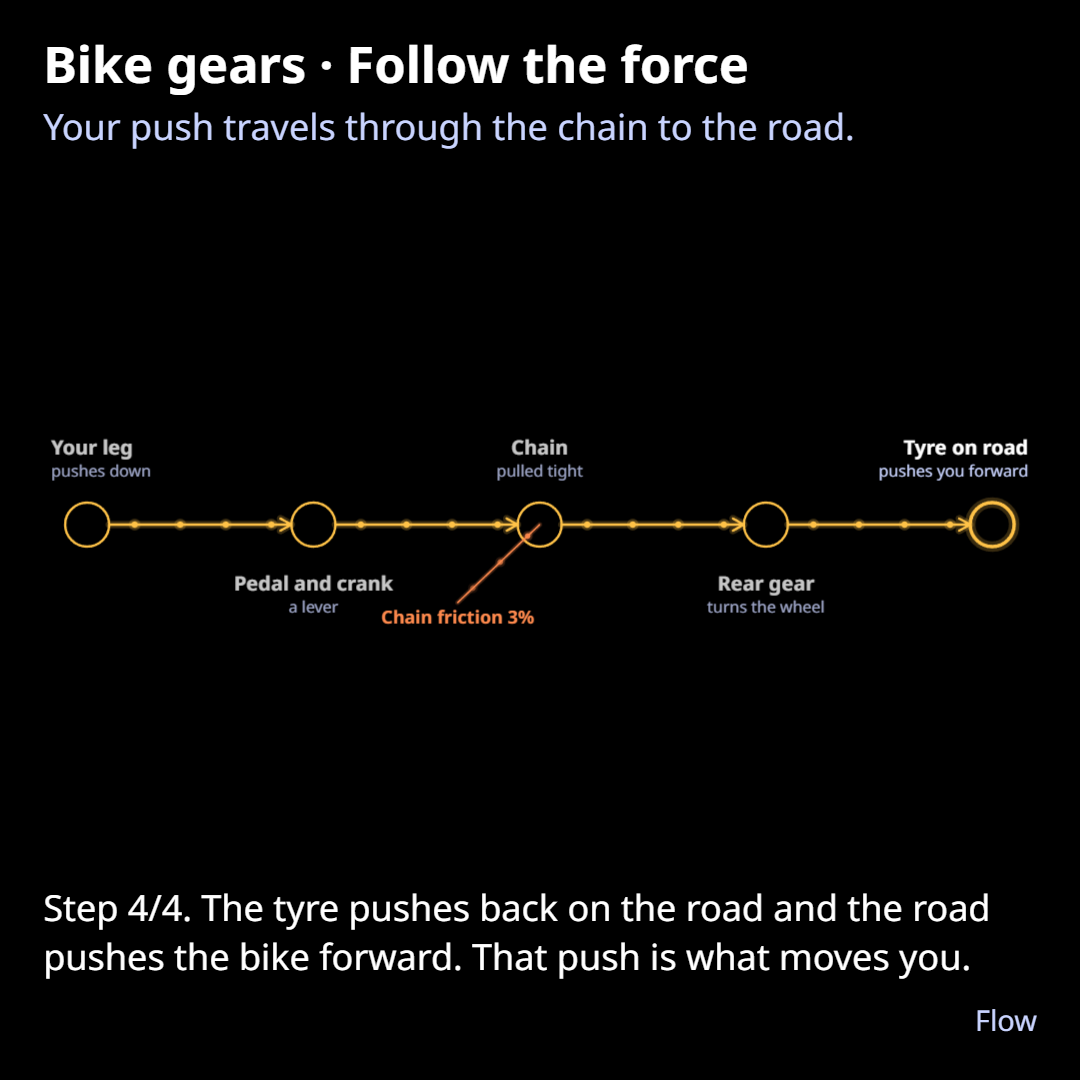 Bike gears · Follow the force
Your push travels through the chain to the road.
Your leg
pushes down
Chain
pulled tight
Tyre on road
pushes you forward
Pedal and crank
a lever
Chain friction 3%
Rear gear
turns the wheel
Step 4/4. The tyre pushes back on the road and the road
pushes the bike forward. That push is what moves you.
Flow